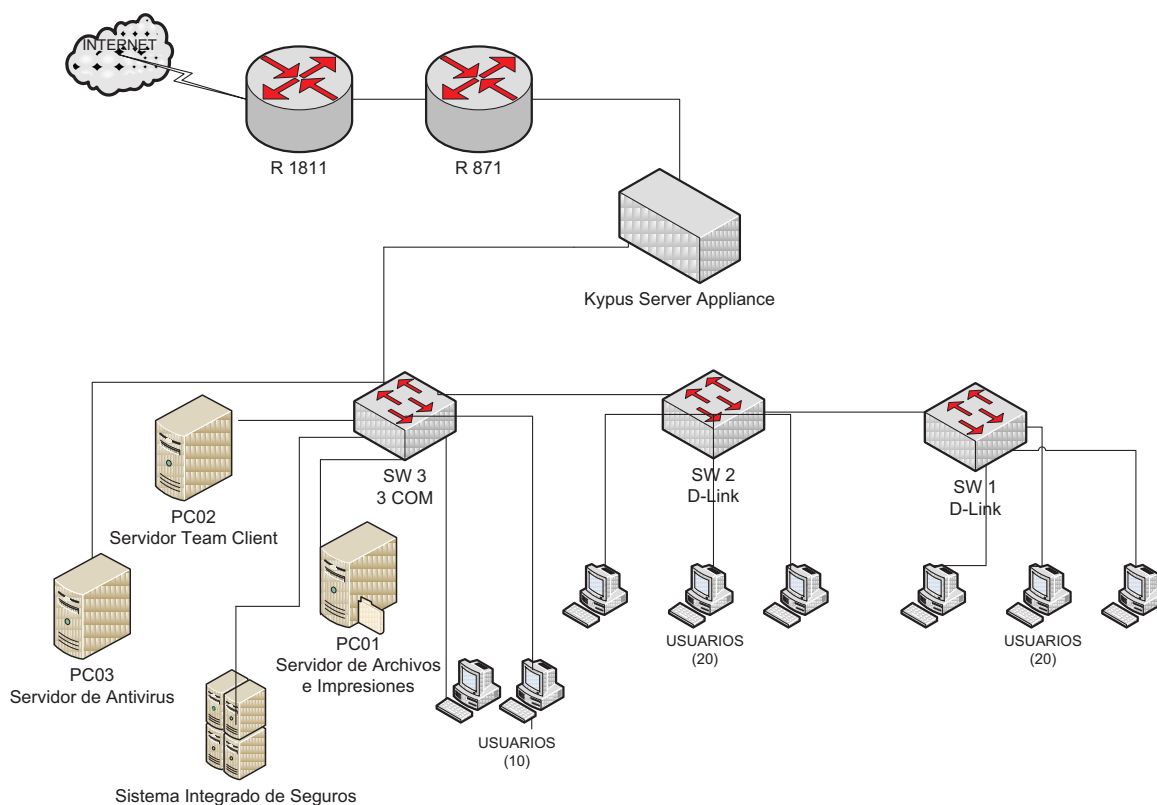 INTERNET
R 1811
R 871
Kypus Server Appliance
SW 3
3 COM
SW 2
D-Link
SW 1
D-Link
PC02
Servidor Team Client
PC03
Servidor de Antivirus
PC01
Servidor de Archivos
e Impresiones
USUARIOS
(20)
USUARIOS
(20)
USUARIOS
(10)
Sistema Integrado de Seguros